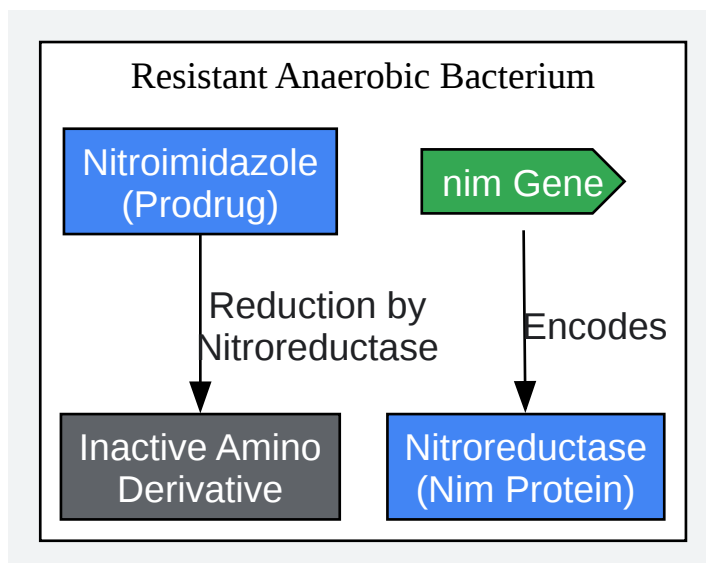 Resistant Anaerobic Bacterium
Nitroimidazole
(Prodrug)
nim Gene
Reduction by
Nitroreductase
Encodes
Inactive Amino
Derivative
Nitroreductase
(Nim Protein)